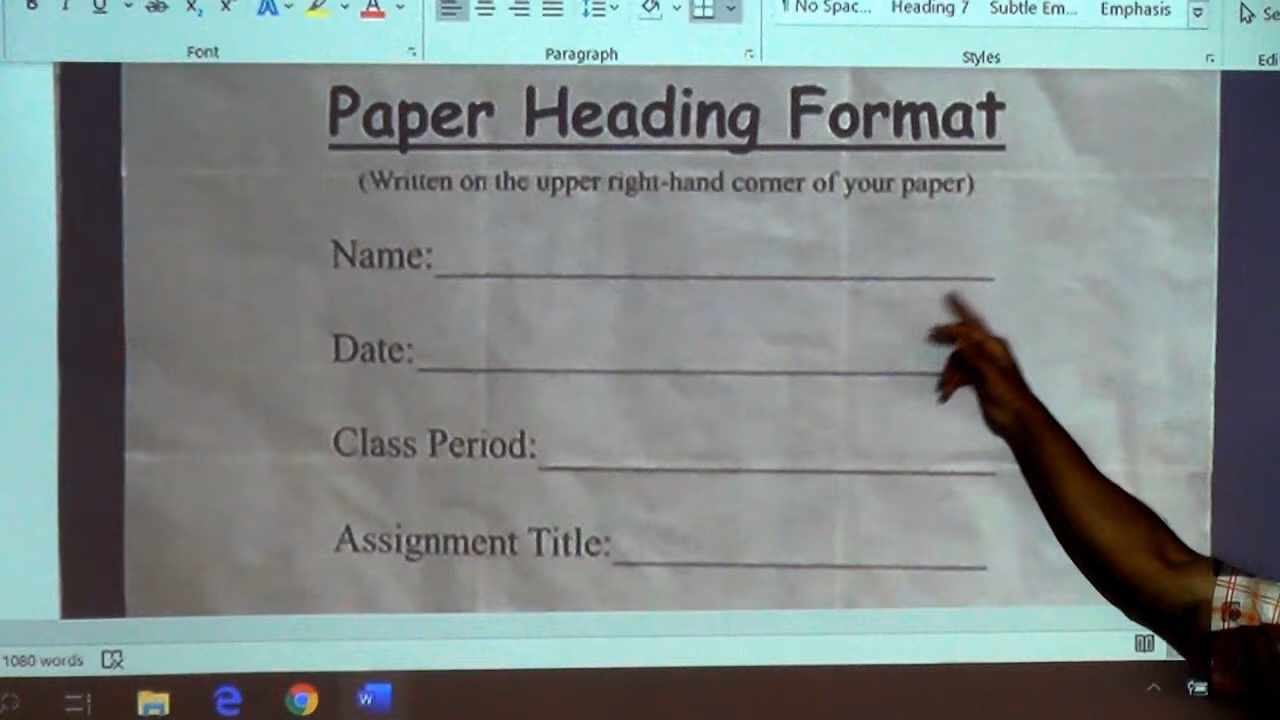 No Spac... Heading 7 Subtle Em... Emphasis
Font Paragraph Styles
Paper Heading Format
(Written on the upper right-hand corner of your paper)
Name:
Date:
Class Period:
Assignment Title:
1080 words